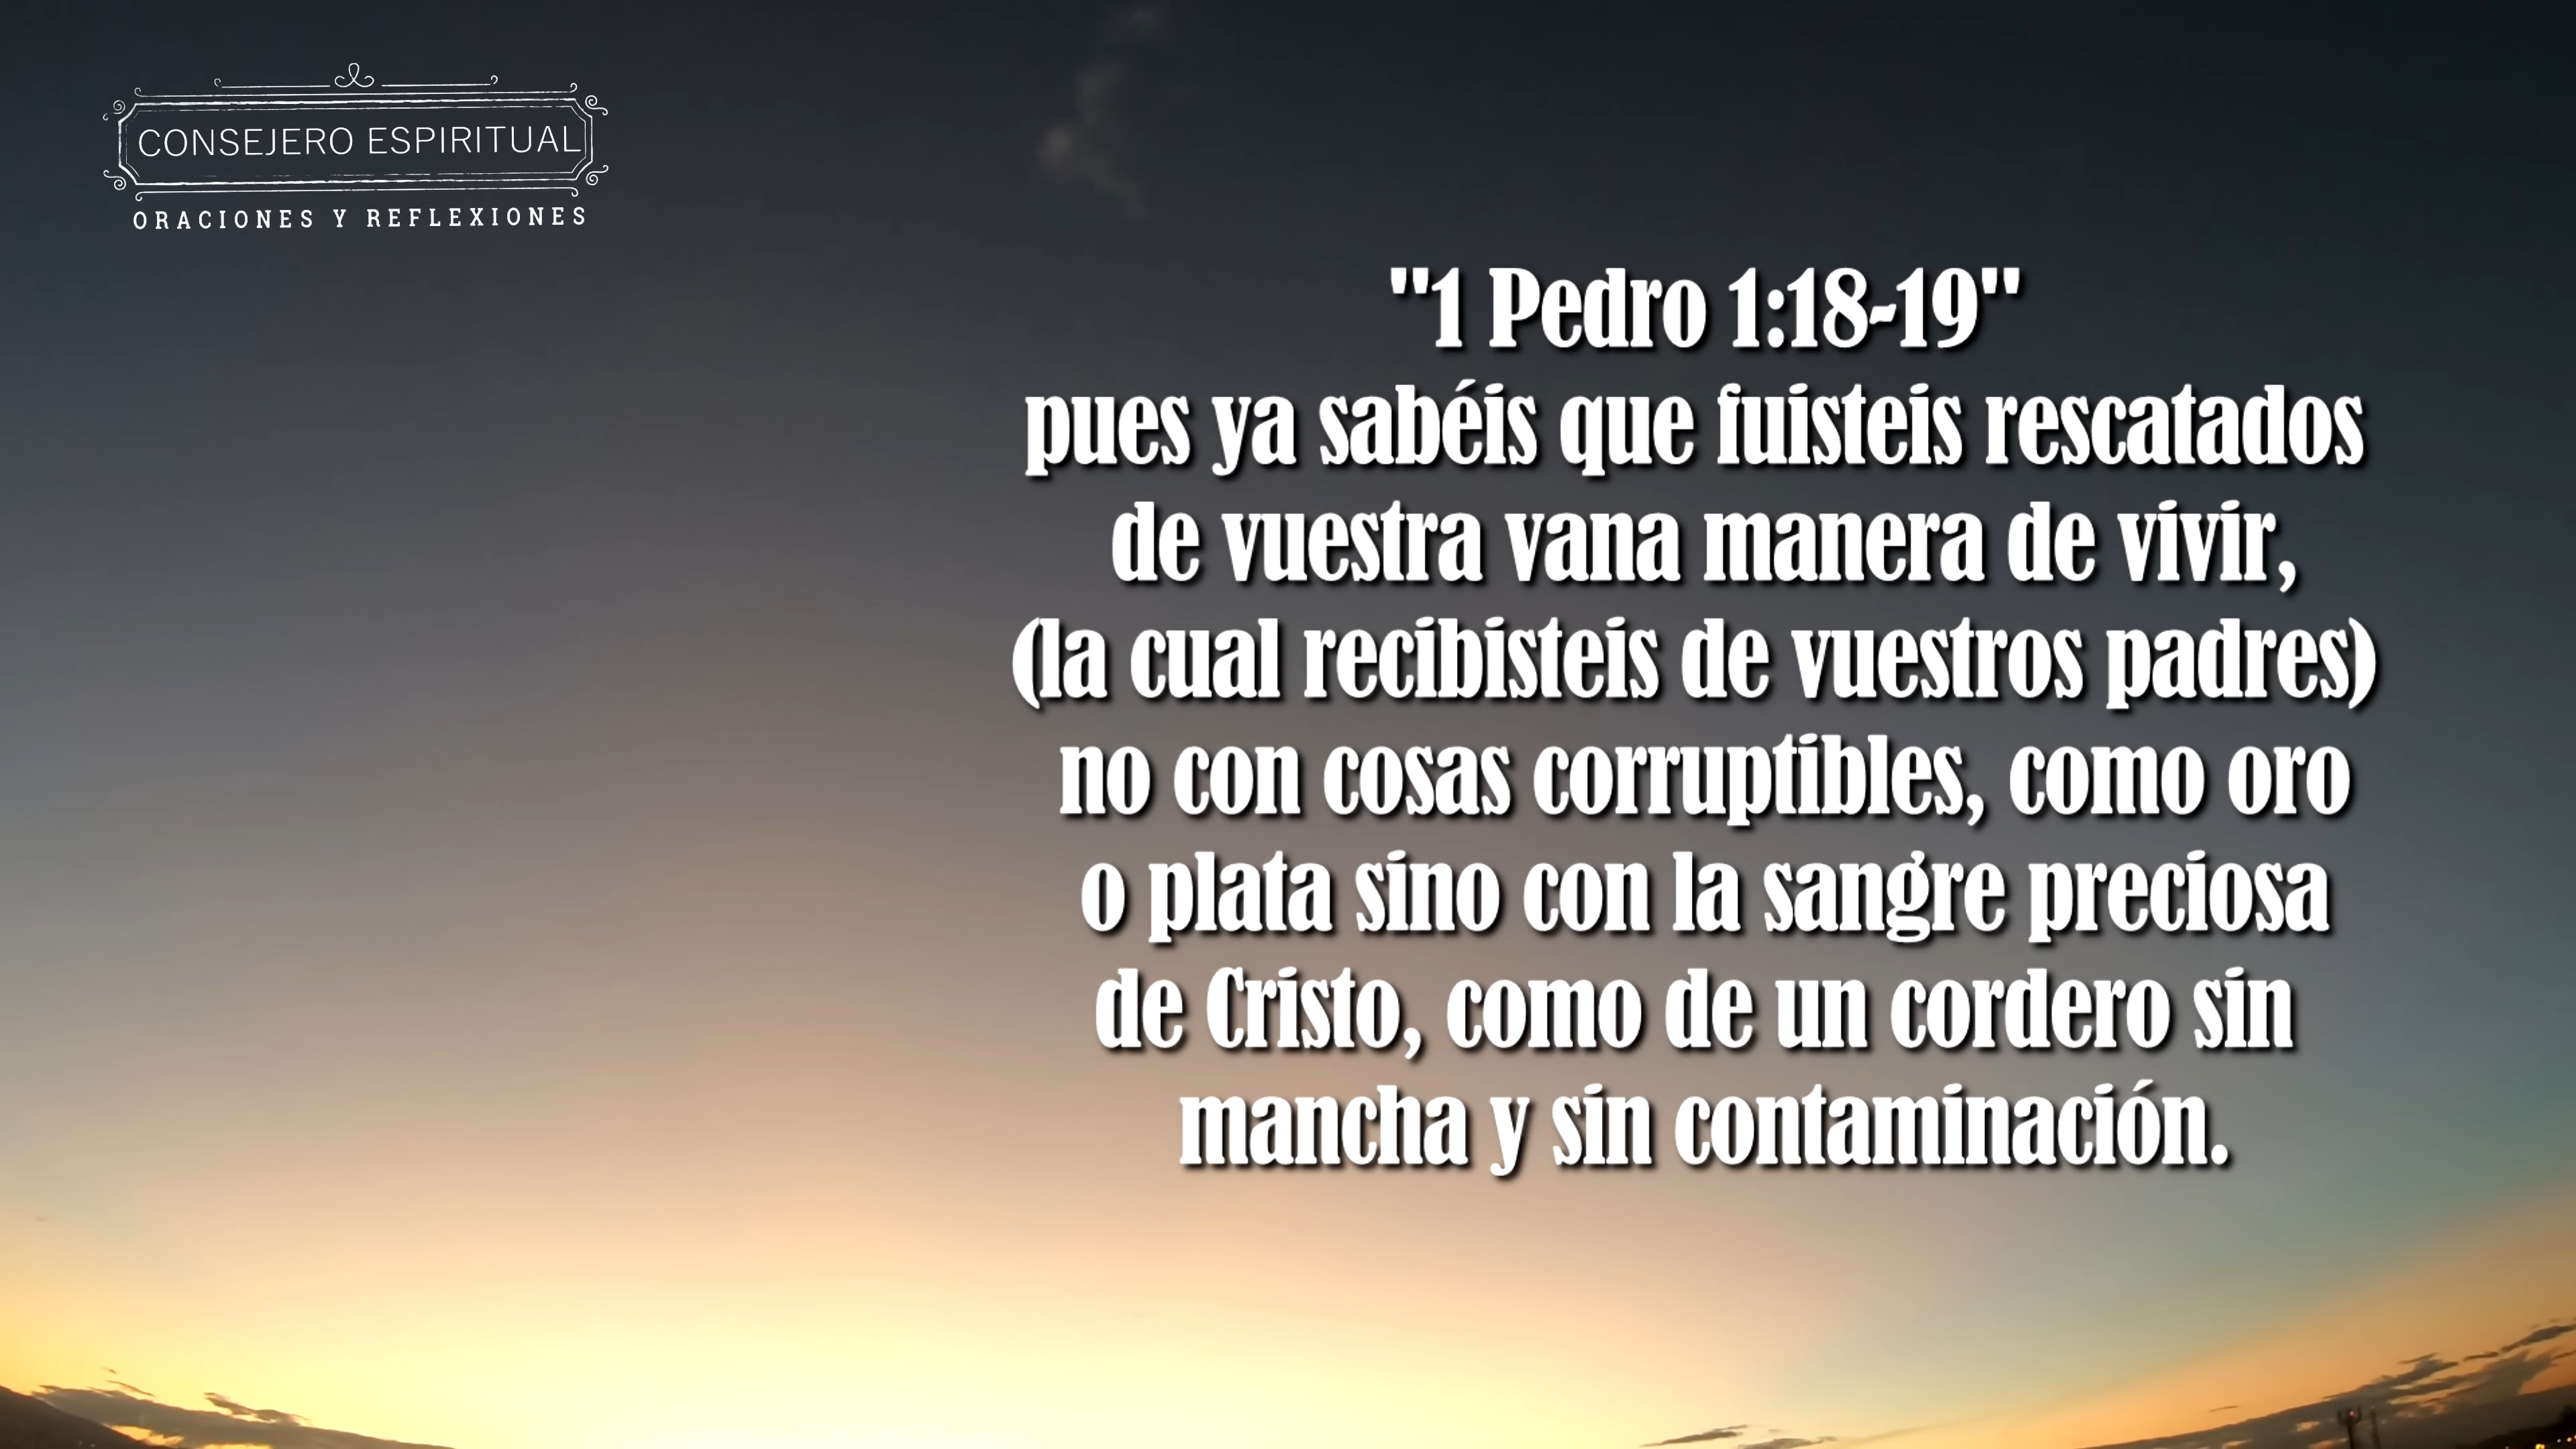 CONSEJERO ESPIRITUAL
ORACIONES Y REFLEXIONES
"1 Pedro 1:18-19"
pues ya sabéis que fuisteis rescatados
de vuestra vana manera de vivir,
(la cual recibisteis de vuestros padres)
no con cosas corruptibles, como oro
o plata sino con la sangre preciosa
de Cristo, como de un cordero sin
mancha y sin contaminación.